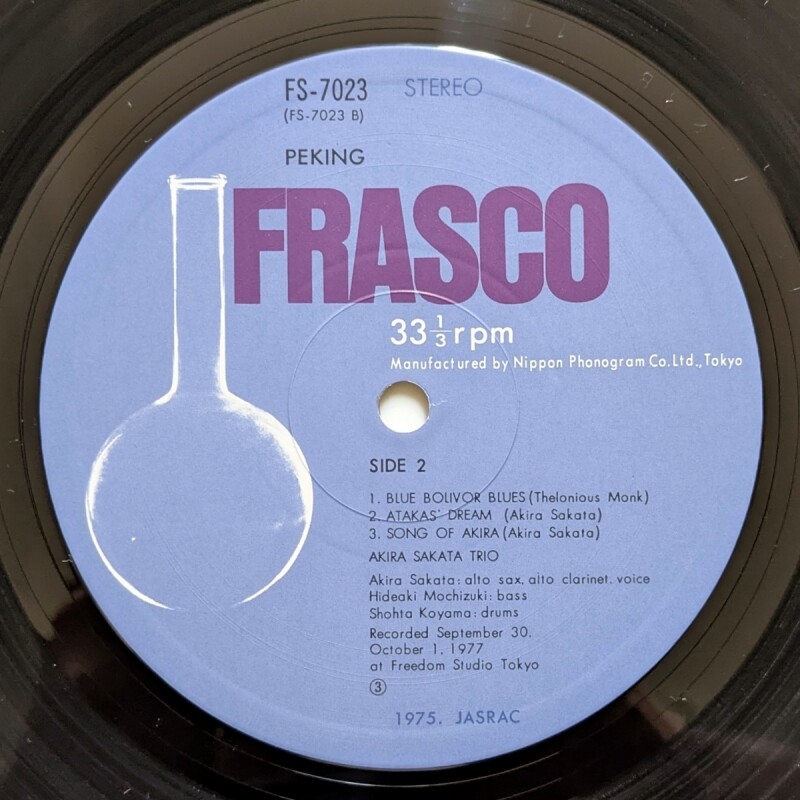 FS-7023 STEREO
(FS-7023 B)
PEKING
FRASCO
33 1/3 rpm
Manufactured by Nippon Phonogram Co.Ltd.,Tokyo
SIDE 2
1. BLUE BOLIVOR BLUES (Thelonious Monk)
2. ATAKAS' DREAM (Akira Sakata)
3. SONG OF AKIRA (Akira Sakata)
AKIRA SAKATA TRIO
Akira Sakata: alto sax, aito clarinet, voice
Hideaki Mochizuki: bass
Shohta Koyama: drums
Recorded September 30.
October 1. 1977
at Freedom Studio Tokyo
③
1975. JASRAC